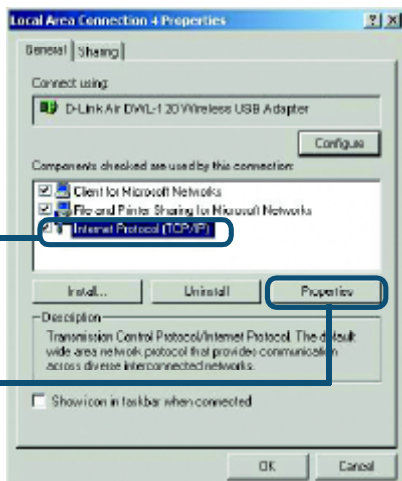 Local Area Connection 4 Properties
General Sharing
Connect using:
D-Link Air DWL-120 Wireless USB Adapter
Configure
Components checked are used by this connection:
Client for Microsoft Networks
File and Printer Sharing for Microsoft Networks
Internet Protocol (TCP/IP)
Install... Uninstall Properties
Description
Transmission Control Protocol/Internet Protocol. The default
wide area network protocol that provides communication
across diverse interconnected networks.
Show icon in taskbar when connected
OK Cancel